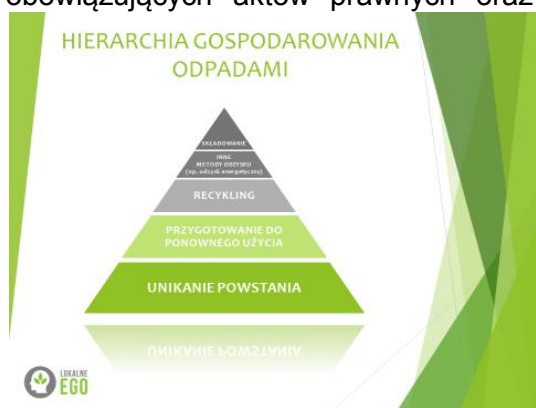 obowiązujących aktów prawnych oraz
HIERARCHIA GOSPODAROWANIA
ODPADAMI
SKŁADOWANIE
INNE
METODY ODZYSKU
(np. odzysk energetyczny)
RECYKLING
PRZYGOTOWANIE DO
PONOWNEGO UŻYCIA
UNIKANIE POWSTANIA
UNIKANIE POWSTANIA
LOKALNE
EGO